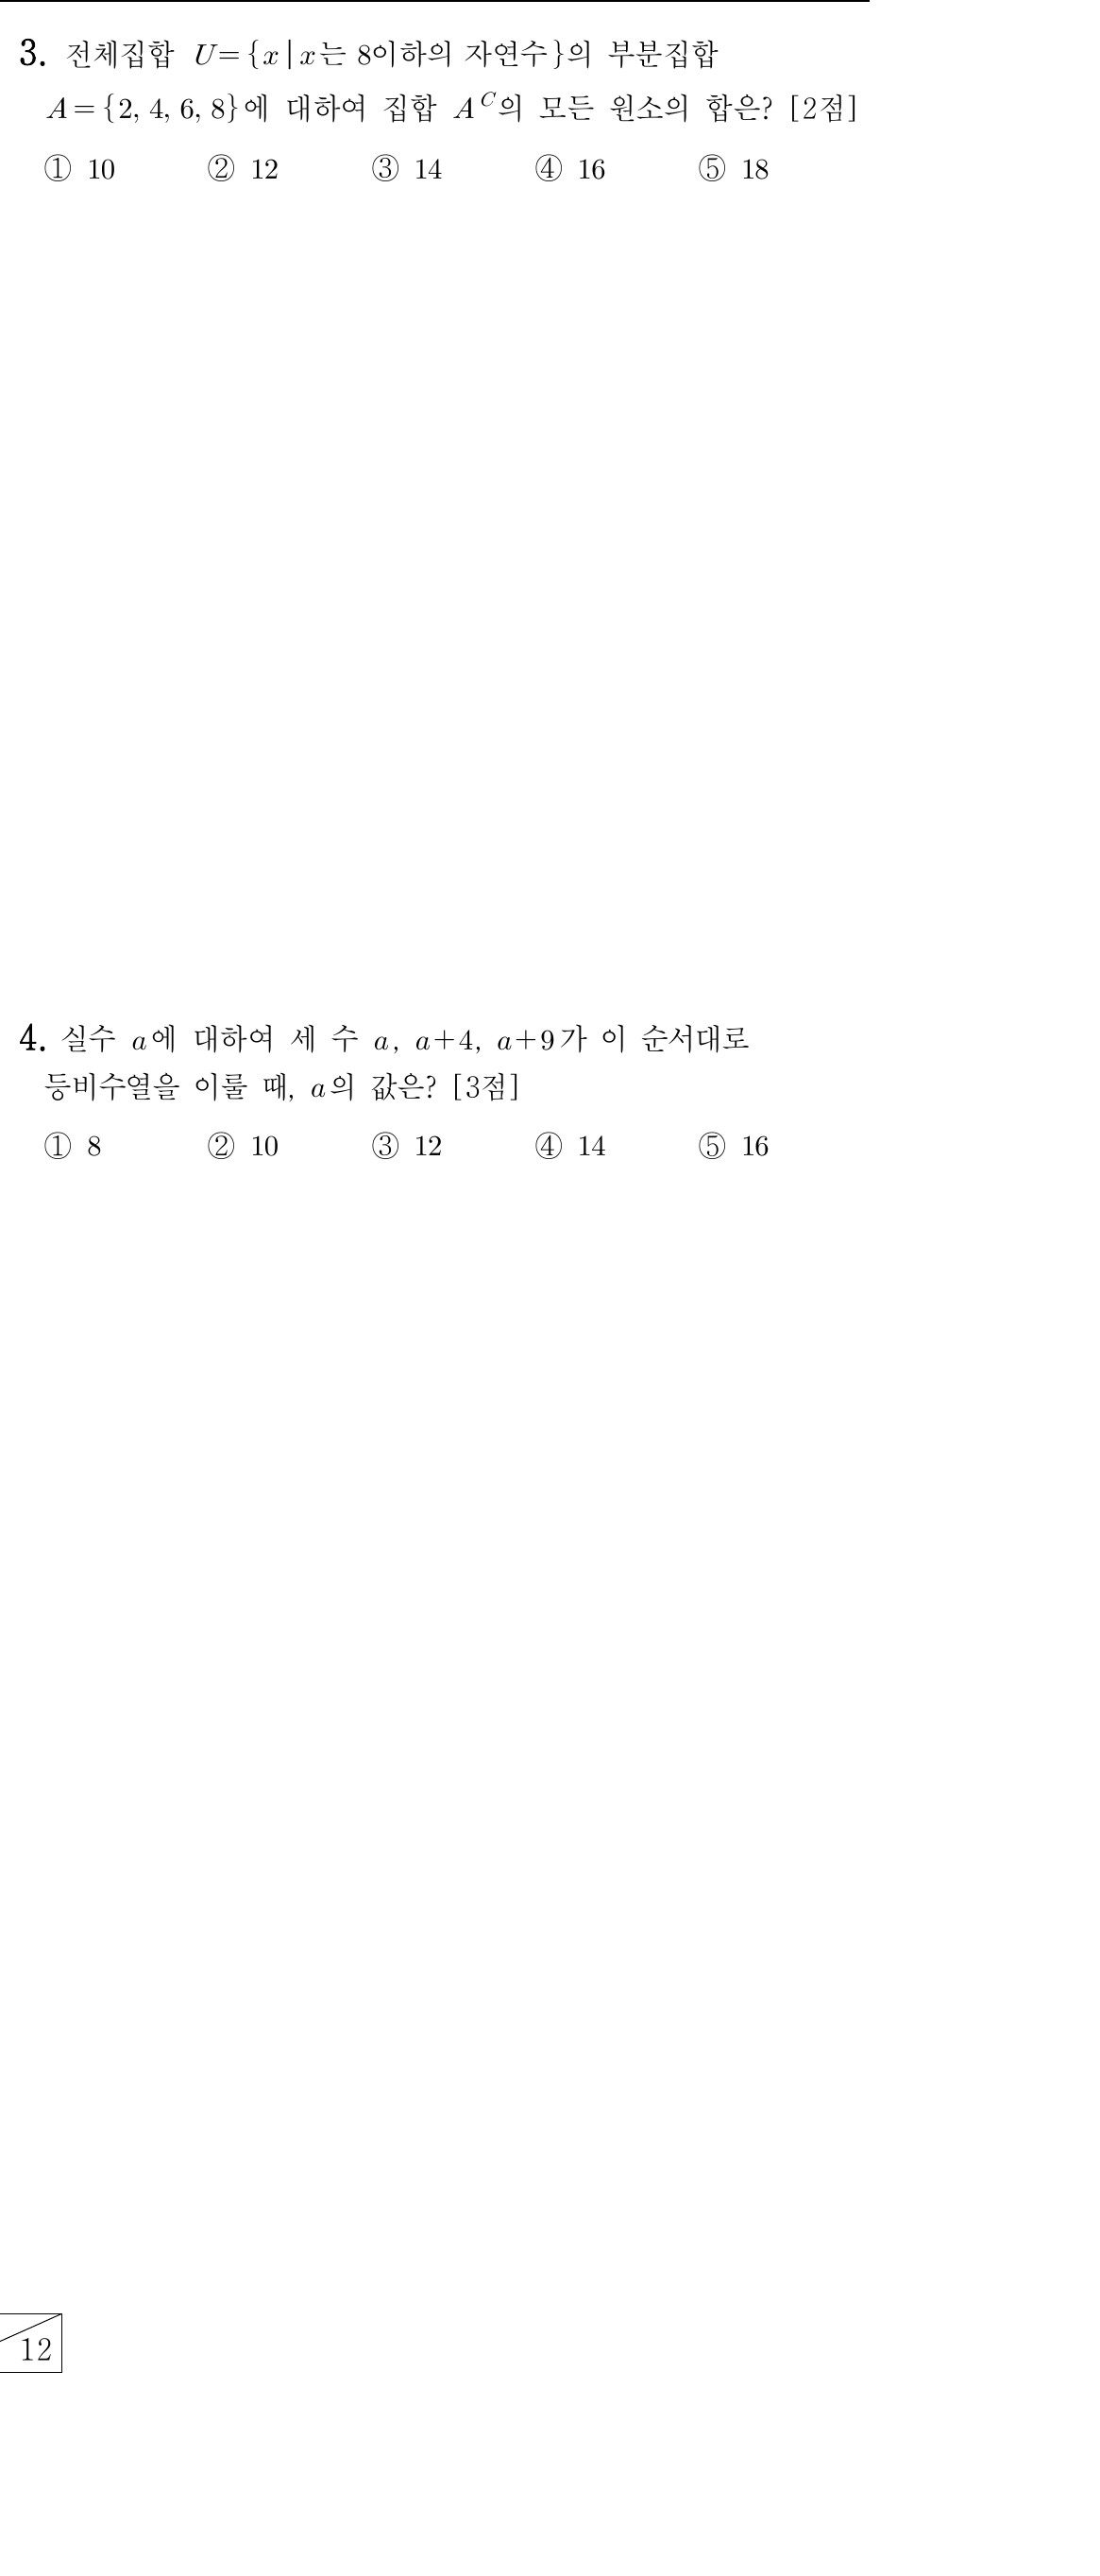 3. 전체집합 U={x|x는 8이하의 자연수}의 부분집합
A={2, 4, 6, 8}에 대하여 집합 A^C의 모든 원소의 합은? [2점]
① 10 ② 12 ③ 14 ④ 16 ⑤ 18
4. 실수 a에 대하여 세 수 a, a+4, a+9가 이 순서대로
등비수열을 이룰 때, a의 값은? [3점]
① 8 ② 10 ③ 12 ④ 14 ⑤ 16
12